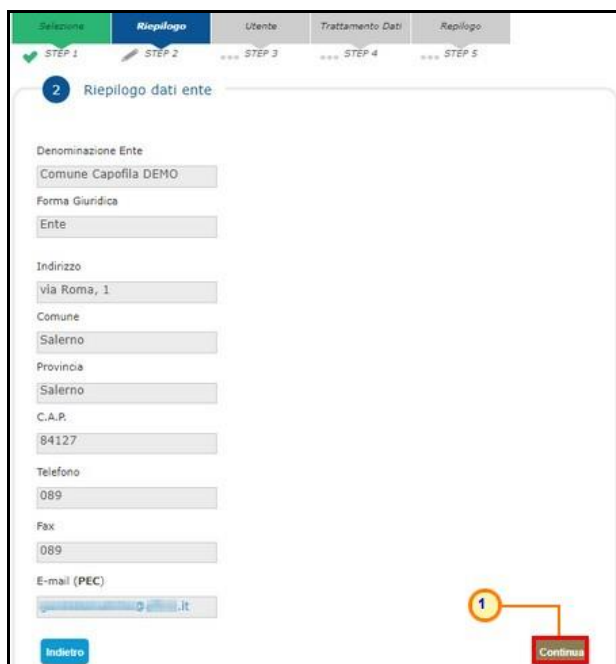 Selezione Riepilogo Utente Trattamento Dati Repilogo
STEP 1 STEP 2 STEP 3 STEP 4 STEP 5
2 Riepilogo dati ente
Denominazione Ente
Comune Capofila DEMO
Forma Giuridica
Ente
Indirizzo
via Roma, 1
Comune
Salerno
Provincia
Salerno
C.A.P.
84127
Telefono
089
Fax
089
E-mail (PEC)
.it
1
Indietro Continua